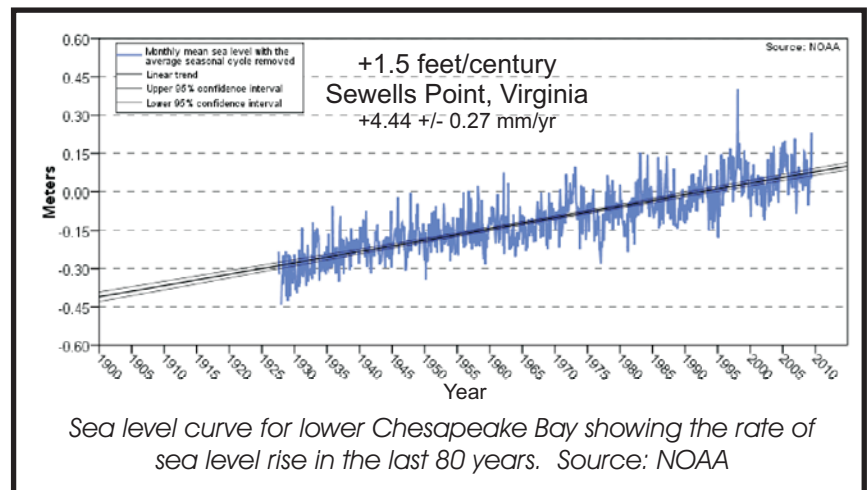 Source: NOAA
Monthly mean sea level with the
average seasonal cycle removed
Linear trend
Upper 95% confidence interval
Lower 95% confidence interval
+1.5 feet/century
Sewells Point, Virginia
+4.44 +/- 0.27 mm/yr
Meters
0.60
0.45
0.30
0.15
0.00
-0.15
-0.30
-0.45
-0.60
1900
1905
1910
1915
1920
1925
1930
1935
1940
1945
1950
1955
1960
1965
1970
1975
1980
1985
1990
1995
2000
2005
2010
Year
Sea level curve for lower Chesapeake Bay showing the rate of
sea level rise in the last 80 years. Source: NOAA